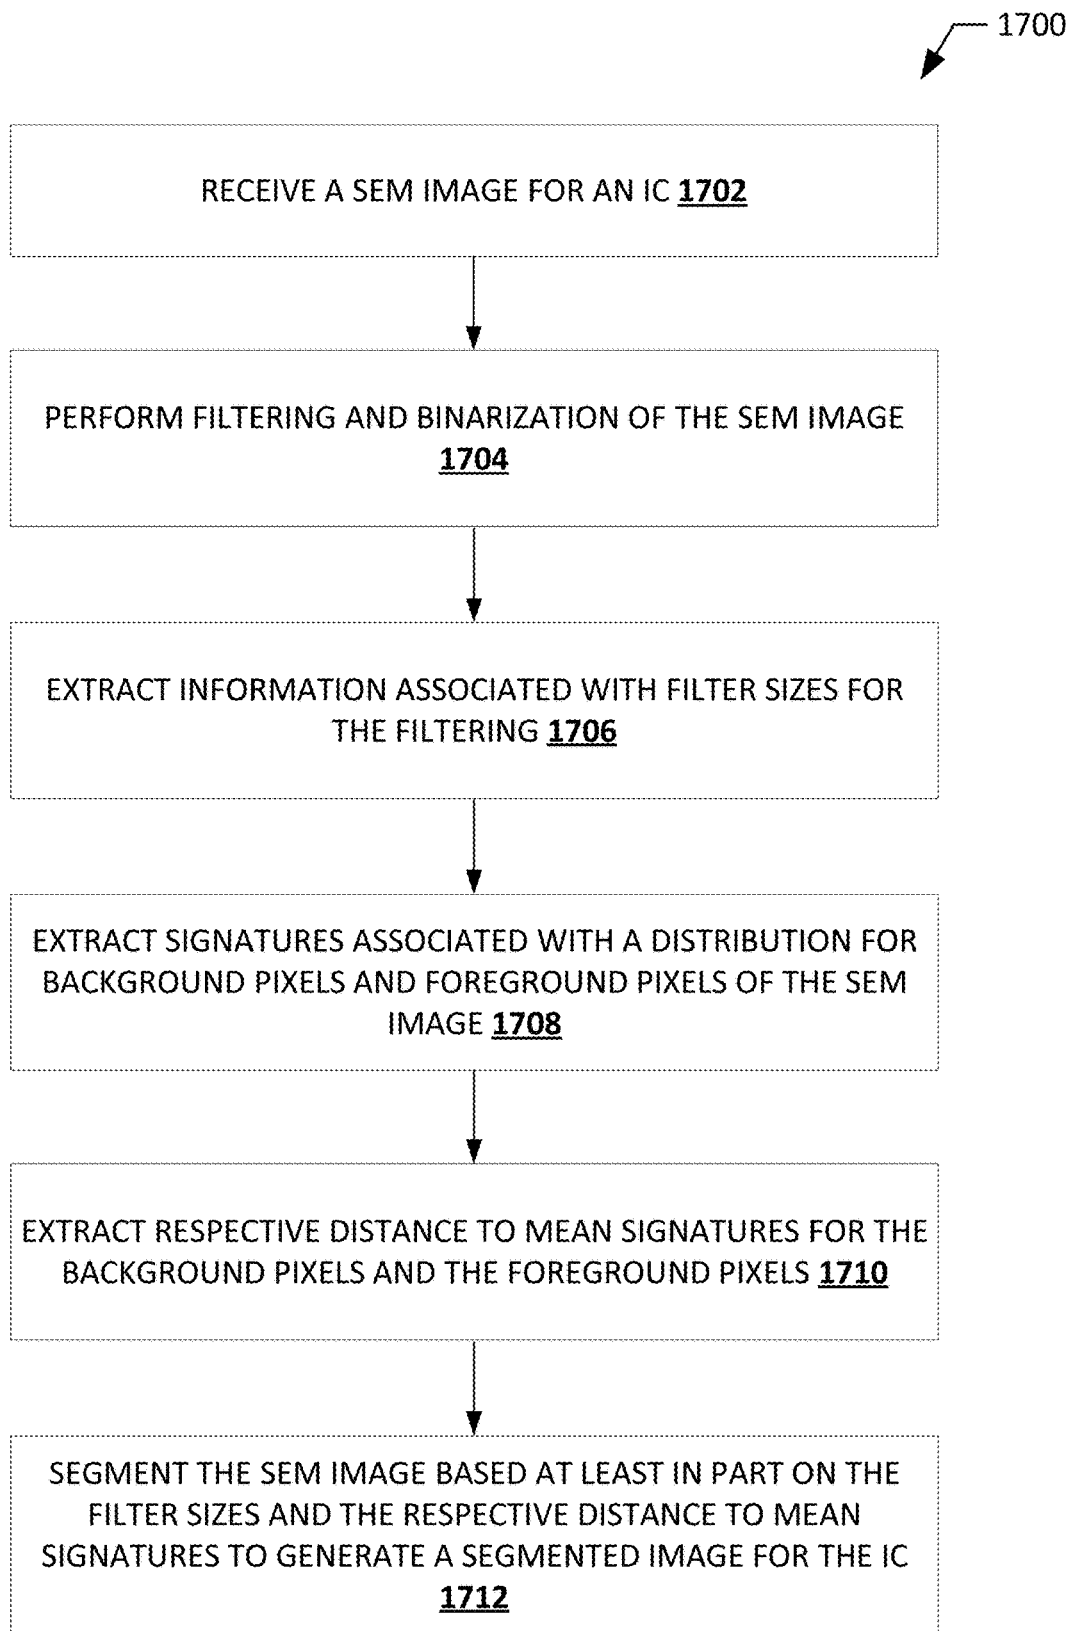 1700
RECEIVE A SEM IMAGE FOR AN IC 1702
PERFORM FILTERING AND BINARIZATION OF THE SEM IMAGE
1704
EXTRACT INFORMATION ASSOCIATED WITH FILTER SIZES FOR
THE FILTERING 1706
EXTRACT SIGNATURES ASSOCIATED WITH A DISTRIBUTION FOR
BACKGROUND PIXELS AND FOREGROUND PIXELS OF THE SEM
IMAGE 1708
EXTRACT RESPECTIVE DISTANCE TO MEAN SIGNATURES FOR THE
BACKGROUND PIXELS AND THE FOREGROUND PIXELS 1710
SEGMENT THE SEM IMAGE BASED AT LEAST IN PART ON THE
FILTER SIZES AND THE RESPECTIVE DISTANCE TO MEAN
SIGNATURES TO GENERATE A SEGMENTED IMAGE FOR THE IC
1712